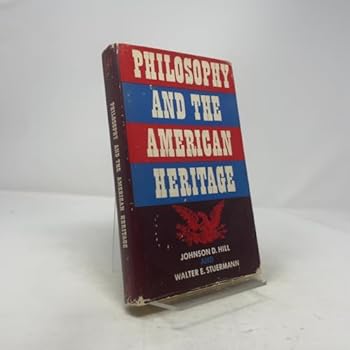 PHILOSOPHY
AND THE
AMERICAN
HERITAGE
JOHNSON D. HILL
AND
WALTER E. STUERMANN
PHILOSOPHY AND THE AMERICAN HERITAGE